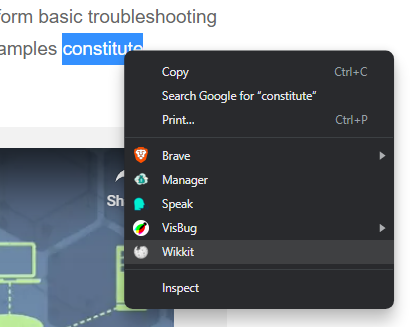 form basic troubleshooting
amples constitute
Copy Ctrl+C
Search Google for “constitute”
Print... Ctrl+P
Brave
Manager
Speak
VisBug
Wikkit
Inspect
Sh